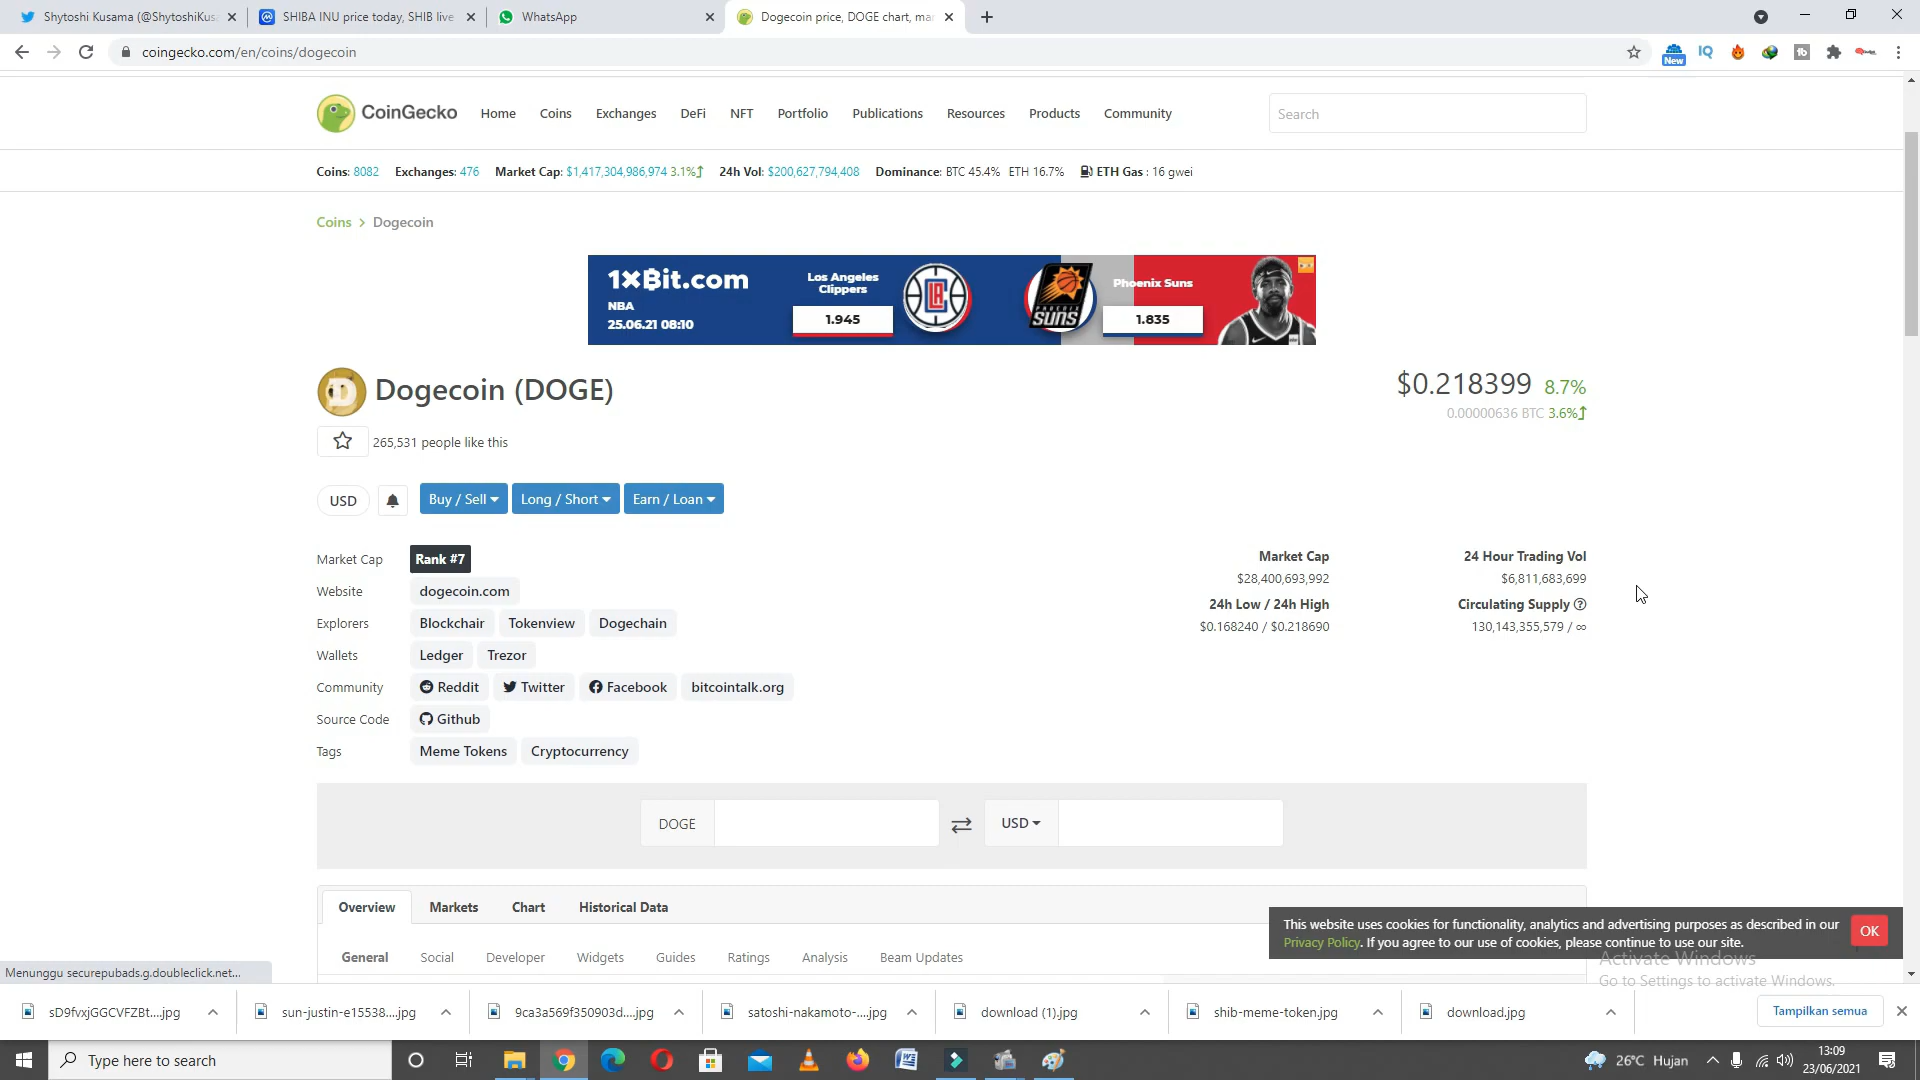 Shytoshi Kusama (@ShytoshiKus
SHIBA INU price today, SHIB live
WhatsApp
Dogecoin price, DOGE chart, ma
coingecko.com/en/coins/dogecoin
New
IQ
CoinGecko
Home
Coins
Exchanges
DeFi
NFT
Portfolio
Publications
Resources
Products
Community
Search
Coins: 8082 Exchanges: 476 Market Cap: $1,417,304,986,974 3.1% 24h Vol: $200,627,794,408 Dominance: BTC 45.4% ETH 16.7% ETH Gas : 16 gwei
Coins > Dogecoin
1XBit.com
NBA
25.06.21 08:10
Los Angeles
Clippers
1.945
PHOENIX
SUNS
Phoenix Suns
1.835
Dogecoin (DOGE)
$0.218399 8.7%
0.00000636 BTC 3.6%
265,531 people like this
USD
Buy / Sell
Long / Short
Earn / Loan
Market Cap Rank #7
Website dogecoin.com
Explorers Blockchair Tokenview Dogechain
Wallets Ledger Trezor
Community Reddit Twitter Facebook bitcointalk.org
Source Code Github
Tags Meme Tokens Cryptocurrency
Market Cap
$28,400,693,992
24h Low / 24h High
$0.168240 / $0.218690
24 Hour Trading Vol
$6,811,683,699
Circulating Supply ?
130,143,355,579 / ∞
DOGE
USD
Overview Markets Chart Historical Data
General Social Developer Widgets Guides Ratings Analysis Beam Updates
This website uses cookies for functionality, analytics and advertising purposes as described in our
Privacy Policy. If you agree to our use of cookies, please continue to use our site.
OK
Activate Windows
Go to Settings to activate Windows.
Menunggu securepubads.g.doubleclick.net...
sD9fvxjGGCVFZBt....jpg
sun-justin-e15538....jpg
9ca3a569f350903d....jpg
satoshi-nakamoto-....jpg
download (1).jpg
shib-meme-token.jpg
download.jpg
Tampilkan semua
Type here to search
26°C Hujan
13:09
23/06/2021